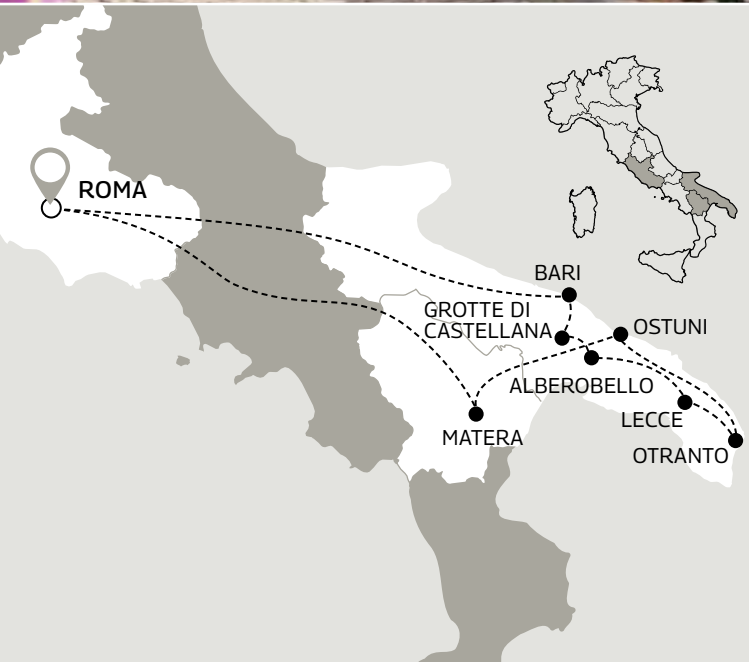 ROMA
BARI
GROTTE DI
CASTELLANA
OSTUNI
ALBEROBELLO
LECCE
MATERA
OTRANTO